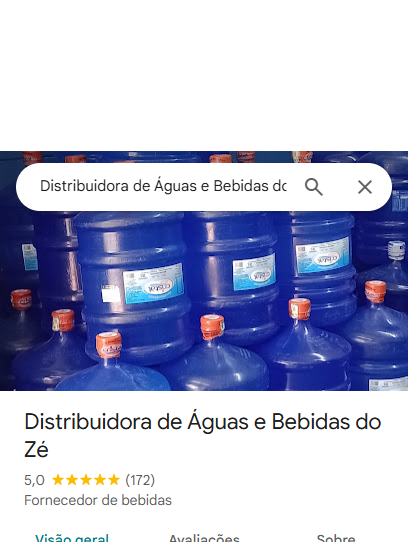 Distribuidora de Águas e Bebidas do
Distribuidora de Águas e Bebidas do
Zé
5,0 (172)
Fornecedor de bebidas
Visão geral Avaliações Sobre